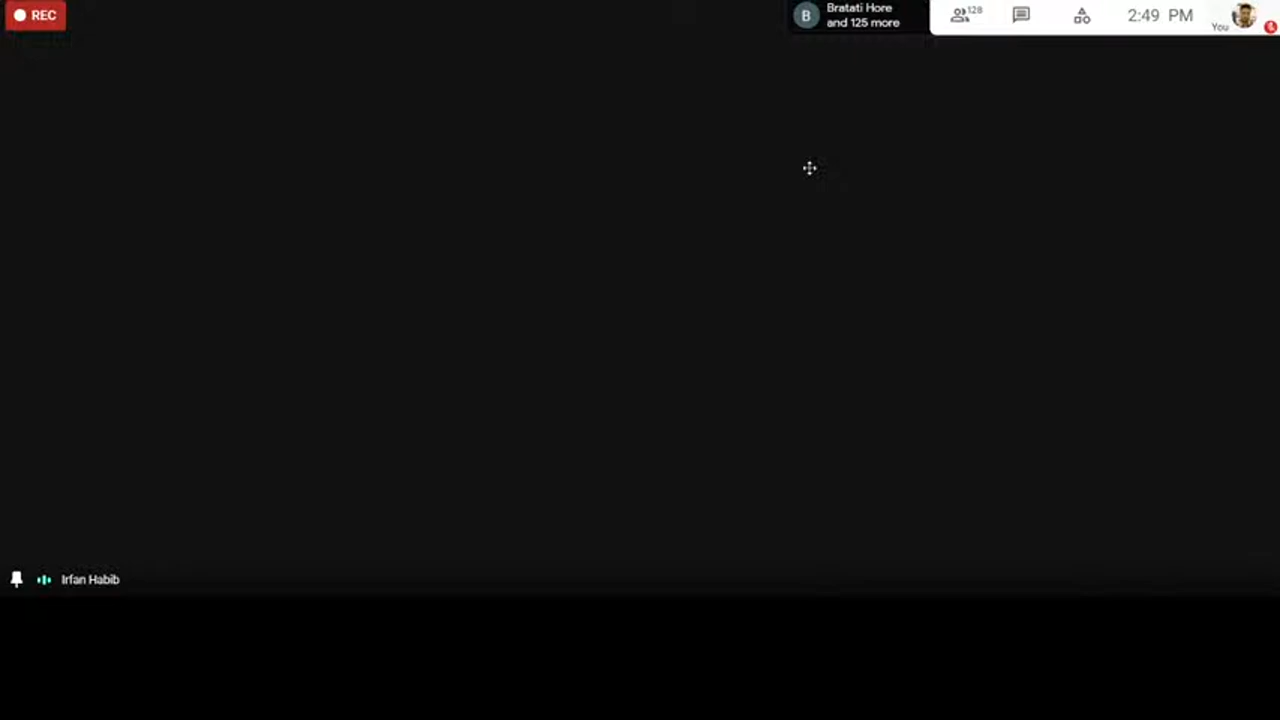 REC
B
Bratati Hore
and 125 more
128
2:49 PM
You
Irfan Habib